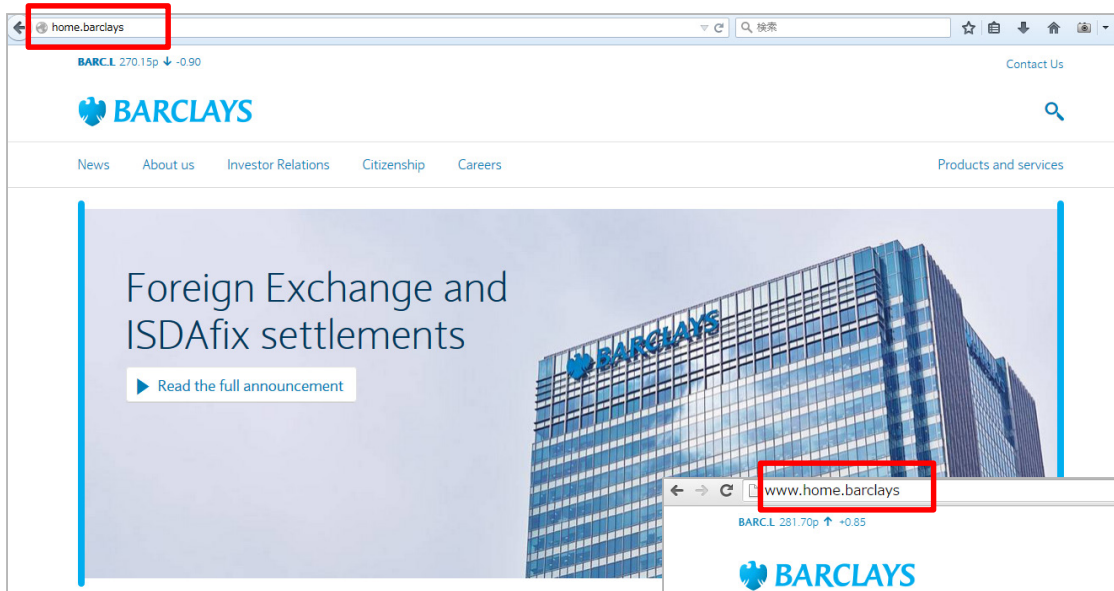 home.barclays
検索
BARC.L 270.15p ↓ -0.90
Contact Us
BARCLAYS
News About us Investor Relations Citizenship Careers Products and services
Foreign Exchange and
ISDAfix settlements
Read the full announcement
BARCLAYS
www.home.barclays
BARC.L 281.70p ↑ +0.85
BARCLAYS